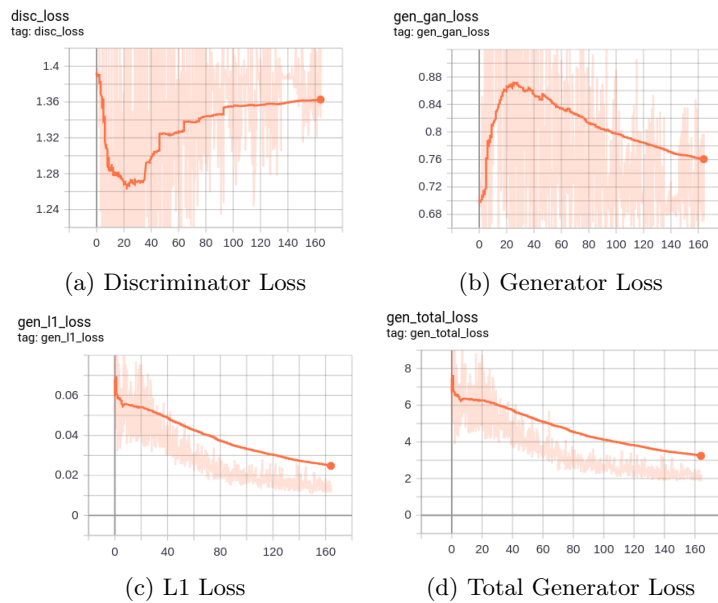 disc_loss
tag: disc_loss
1.4
1.36
1.32
1.28
1.24
0 20 40 60 80 100 120 140 160
(a) Discriminator Loss
gen_gan_loss
tag: gen_gan_loss
0.88
0.84
0.8
0.76
0.72
0.68
0 20 40 60 80 100 120 140 160
(b) Generator Loss
gen_l1_loss
tag: gen_l1_loss
0.06
0.04
0.02
0
0 40 80 120 160
(c) L1 Loss
gen_total_loss
tag: gen_total_loss
8
6
4
2
0
0 20 40 60 80 100 120 140 160
(d) Total Generator Loss